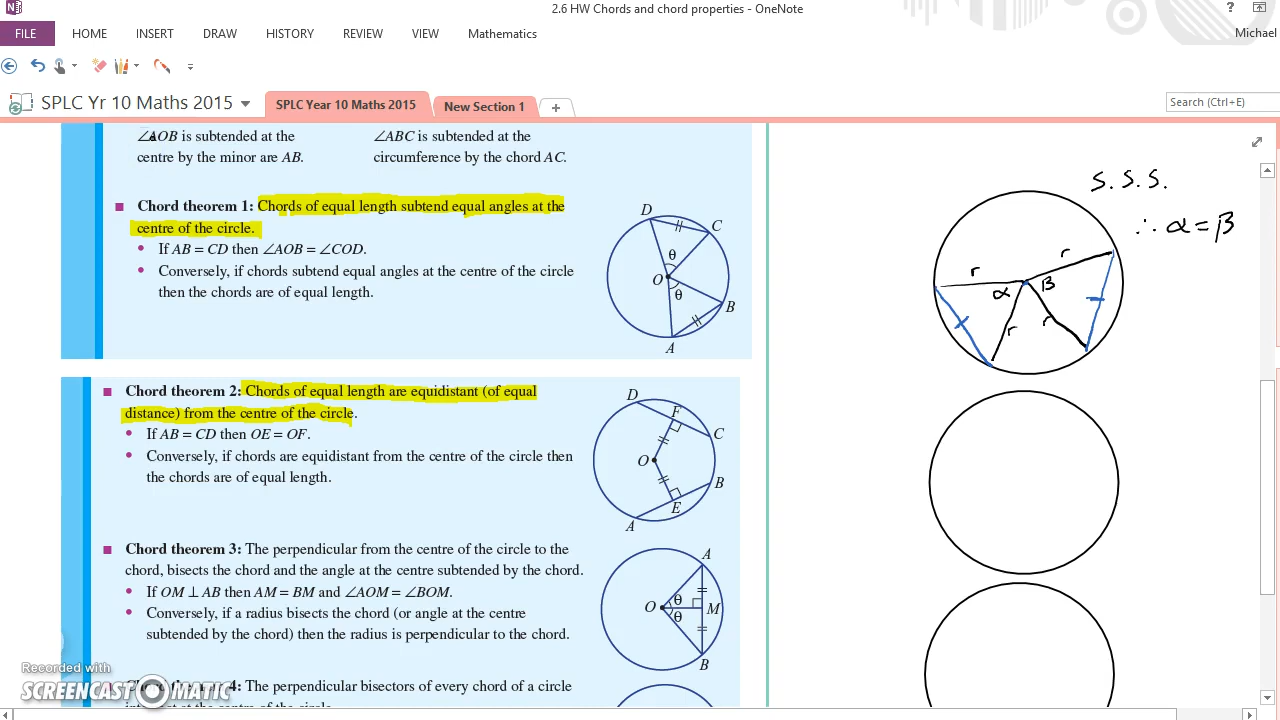 2.6 HW Chords and chord properties - OneNote
FILE HOME INSERT DRAW HISTORY REVIEW VIEW Mathematics Michael
SPLC Yr 10 Maths 2015 SPLC Year 10 Maths 2015 New Section 1 Search (Ctrl+E)
∠AOB is subtended at the
centre by the minor are AB.
∠ABC is subtended at the
circumference by the chord AC.
Chord theorem 1: Chords of equal length subtend equal angles at the
centre of the circle.
• If AB = CD then ∠AOB = ∠COD.
• Conversely, if chords subtend equal angles at the centre of the circle
then the chords are of equal length.
D
C
θ
O
θ
B
A
Chord theorem 2: Chords of equal length are equidistant (of equal
distance) from the centre of the circle.
• If AB = CD then OE = OF.
• Conversely, if chords are equidistant from the centre of the circle then
the chords are of equal length.
D
F
C
O
B
E
A
Chord theorem 3: The perpendicular from the centre of the circle to the
chord, bisects the chord and the angle at the centre subtended by the chord.
• If OM ⊥ AB then AM = BM and ∠AOM = ∠BOM.
• Conversely, if a radius bisects the chord (or angle at the centre
subtended by the chord) then the radius is perpendicular to the chord.
A
θ
O M
θ
B
4: The perpendicular bisectors of every chord of a circle
Recorded with
SCREENCAST MATIC
S.S.S.
∴ α = β
r r
α β
r r